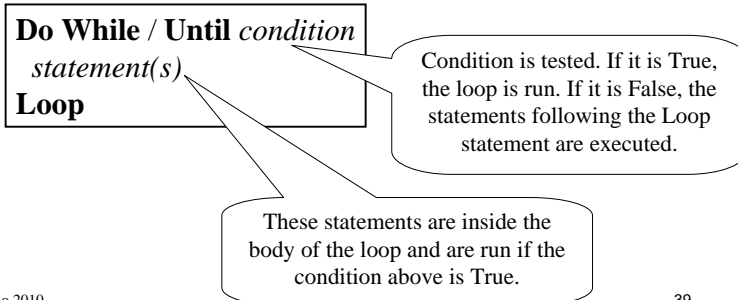 Do While / Until condition
statement(s)
Loop
Condition is tested. If it is True,
the loop is run. If it is False, the
statements following the Loop
statement are executed.
These statements are inside the
body of the loop and are run if the
condition above is True.
2010
39